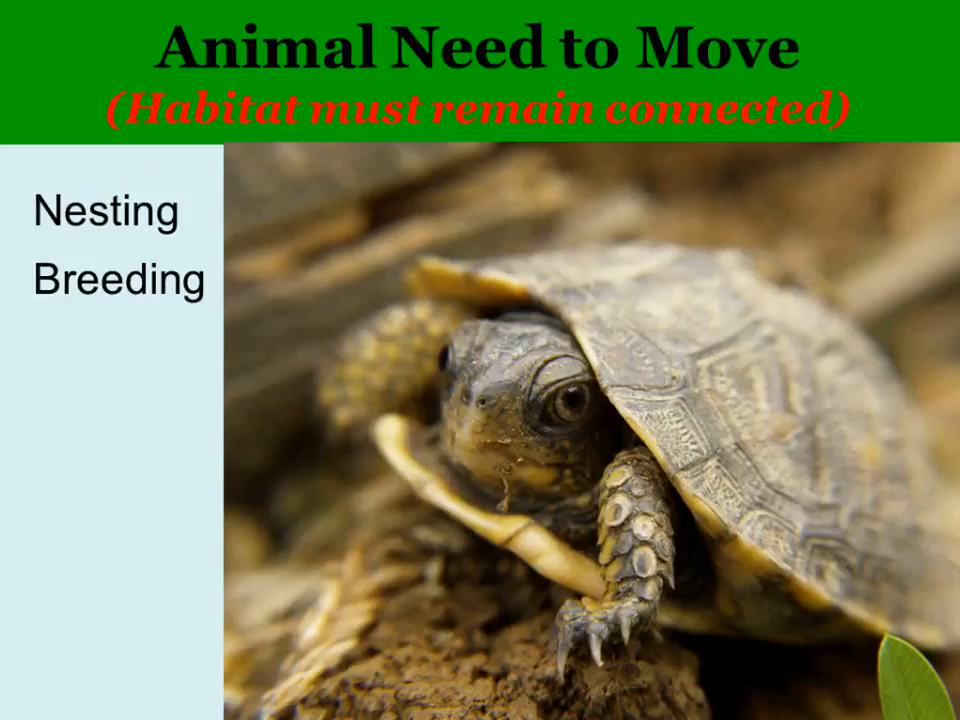 Animal Need to Move
(Habitat must remain connected)
Nesting
Breeding